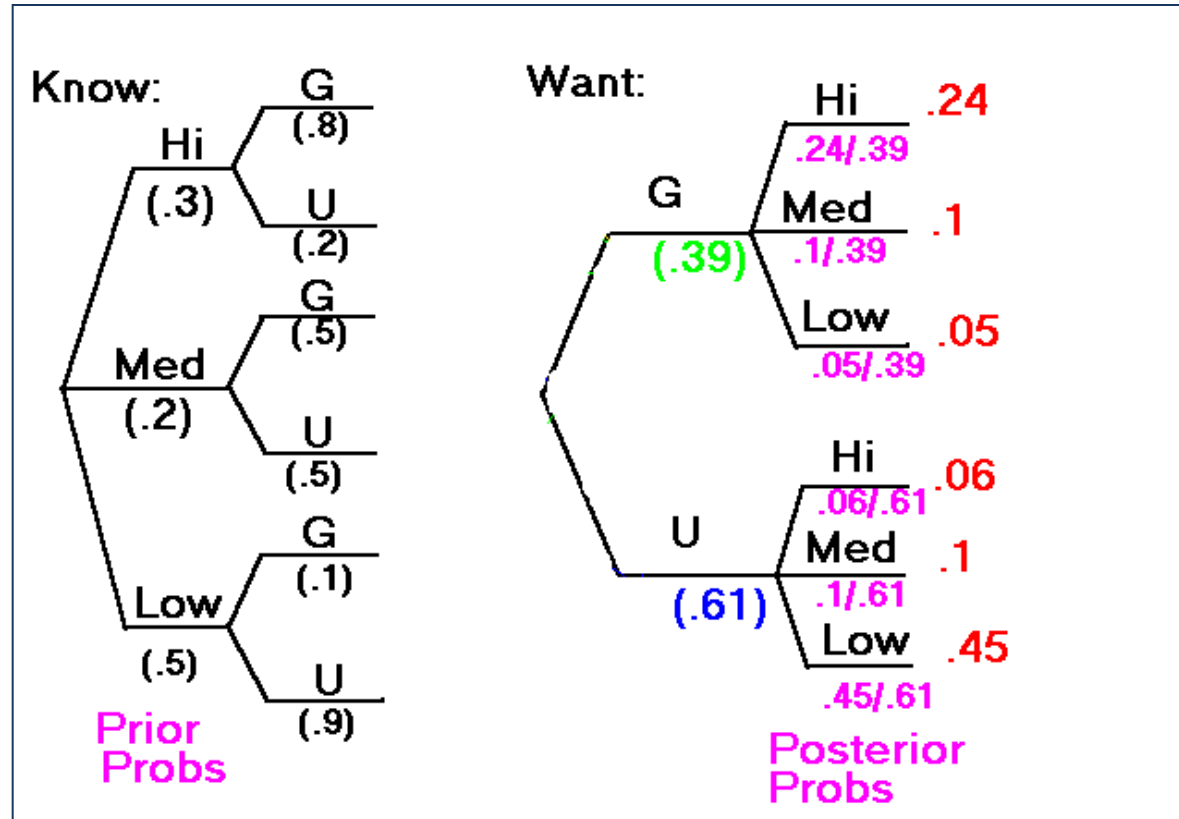 Know:
Hi
(.3)
G
(.8)
U
(.2)
Med
(.2)
G
(.5)
U
(.5)
Low
(.5)
G
(.1)
U
(.9)
Prior
Probs
Want:
G
(.39)
Hi
.24/.39
.24
Med
.1/.39
.1
Low
.05/.39
.05
U
(.61)
Hi
.06/.61
.06
Med
.1/.61
.1
Low
.45/.61
.45
Posterior
Probs